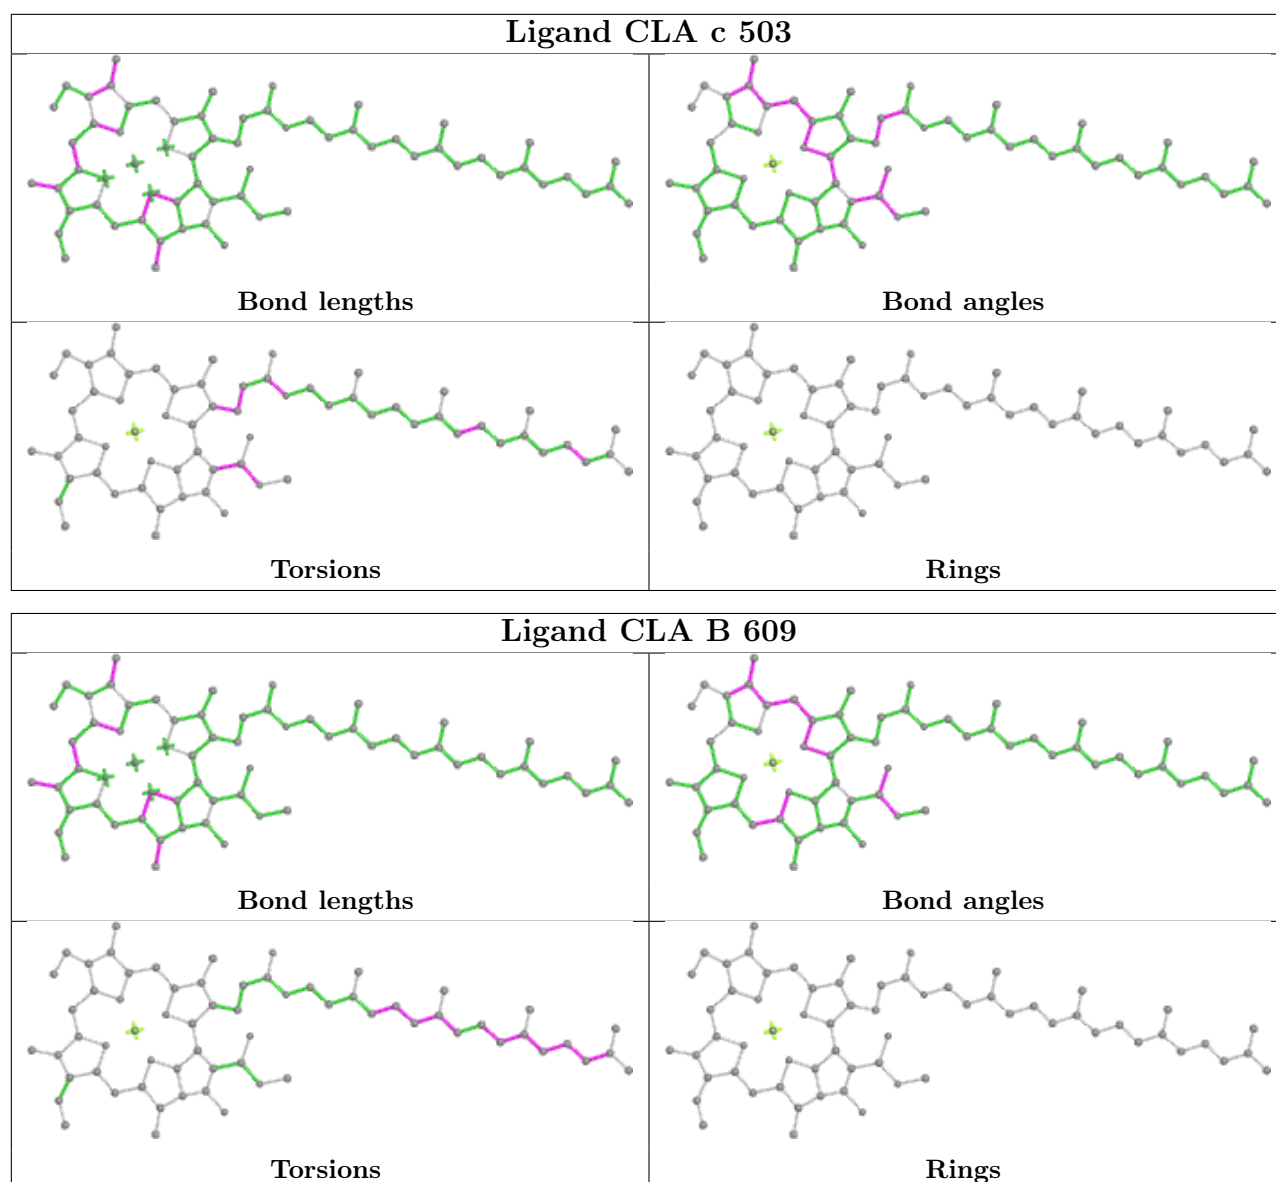 Ligand CLA c 503
Bond lengths
Bond angles
Torsions
Rings
Ligand CLA B 609
Bond lengths
Bond angles
Torsions
Rings